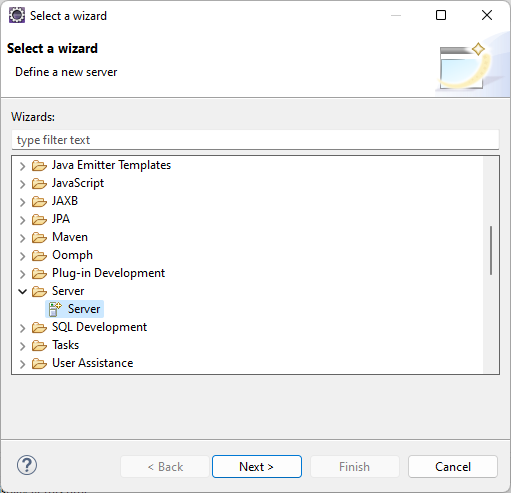 Select a wizard
Select a wizard
Define a new server
Wizards:
type filter text
Java Emitter Templates
JavaScript
JAXB
JPA
Maven
Oomph
Plug-in Development
Server
Server
SQL Development
Tasks
User Assistance
?
< Back
Next >
Finish
Cancel